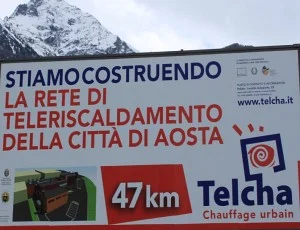 STIAMO COSTRUENDO
LA RETE DI
TELERISCALDAMENTO
DELLA CITTÀ DI AOSTA
www.telcha.it
47km
Telcha
Chauffage urbain